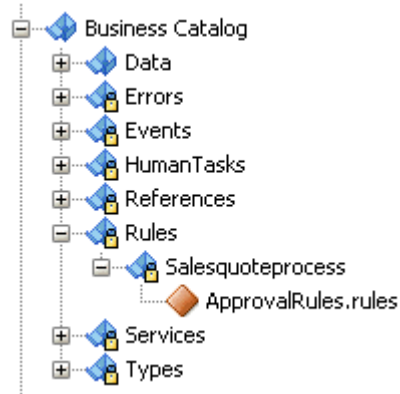 Business Catalog
Data
Errors
Events
HumanTasks
References
Rules
Salesquoteprocess
ApprovalRules.rules
Services
Types